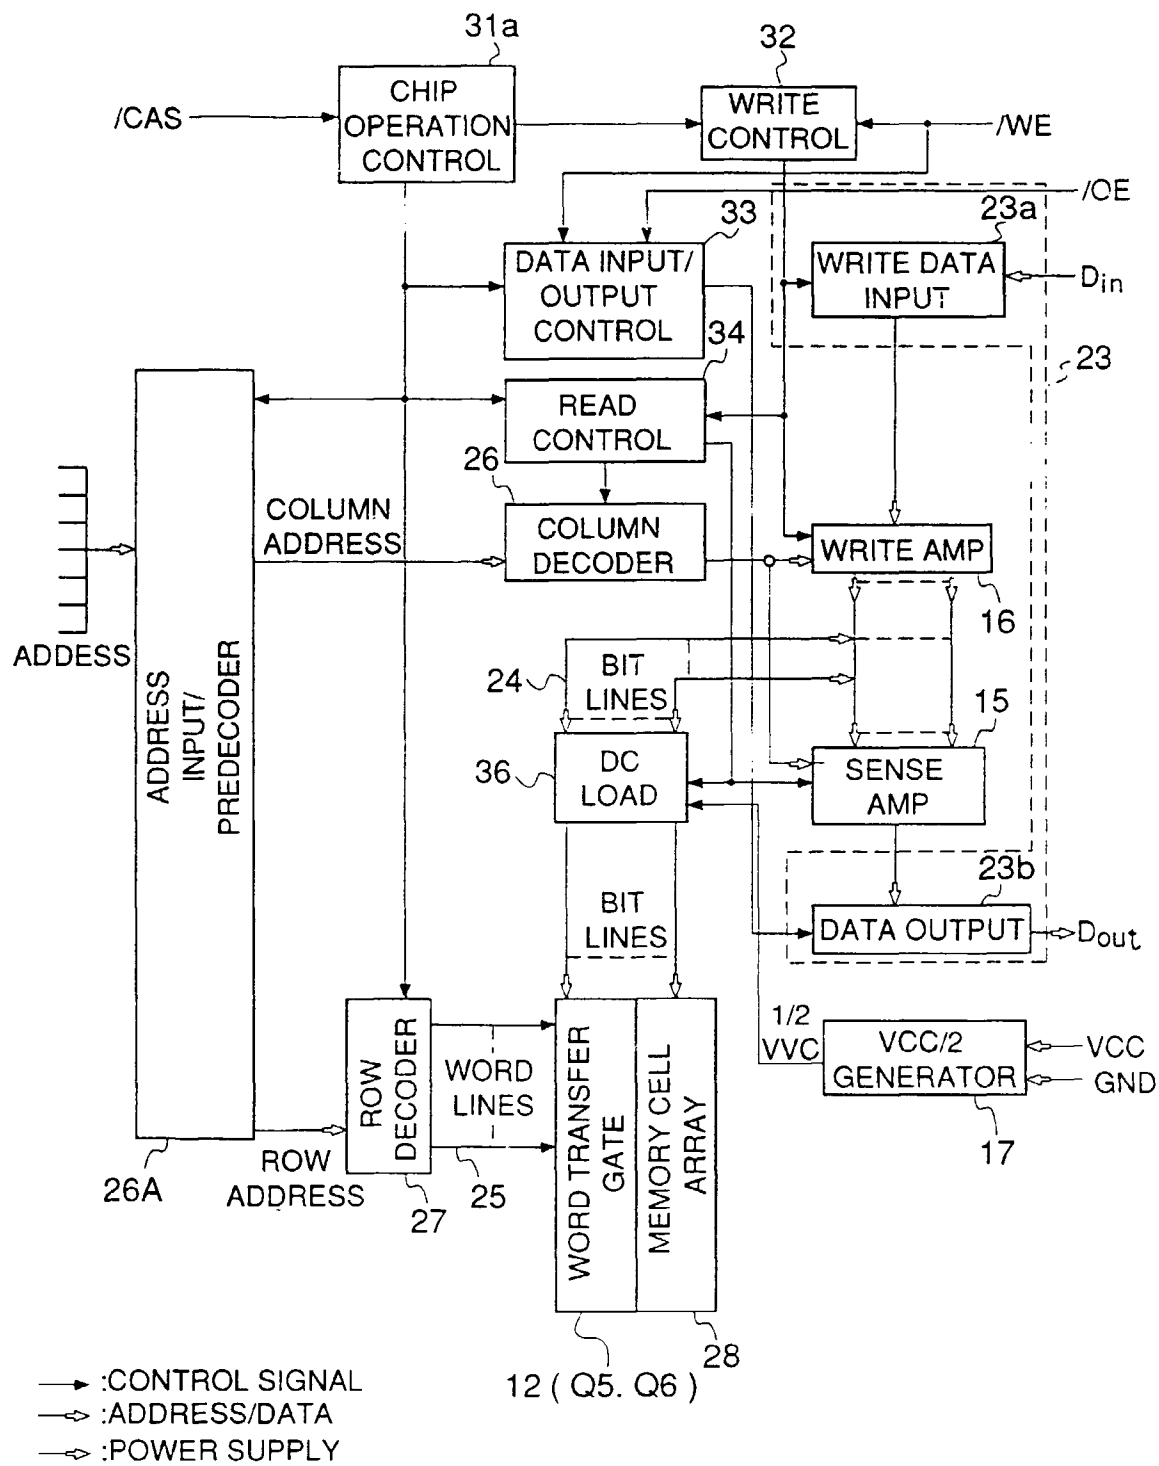 31a
32
CHIP
OPERATION
CONTROL
WRITE
CONTROL
/CAS
/WE
/OE
33
23a
DATA INPUT/
OUTPUT
CONTROL
WRITE DATA
INPUT
Din
34
23
READ
CONTROL
26
COLUMN
ADDRESS
COLUMN
DECODER
WRITE AMP
16
ADDESS
ADDRESS
INPUT/
PREDECODER
24
BIT
LINES
15
36
DC
LOAD
SENSE
AMP
BIT
LINES
23b
DATA OUTPUT
Dout
1/2
VVC
VCC/2
GENERATOR
VCC
GND
17
ROW
DECODER
WORD
LINES
WORD TRANSFER
GATE
MEMORY CELL
ARRAY
26A
ROW
ADDRESS
27
25
28
12 ( Q5. Q6 )
:CONTROL SIGNAL
:ADDRESS/DATA
:POWER SUPPLY